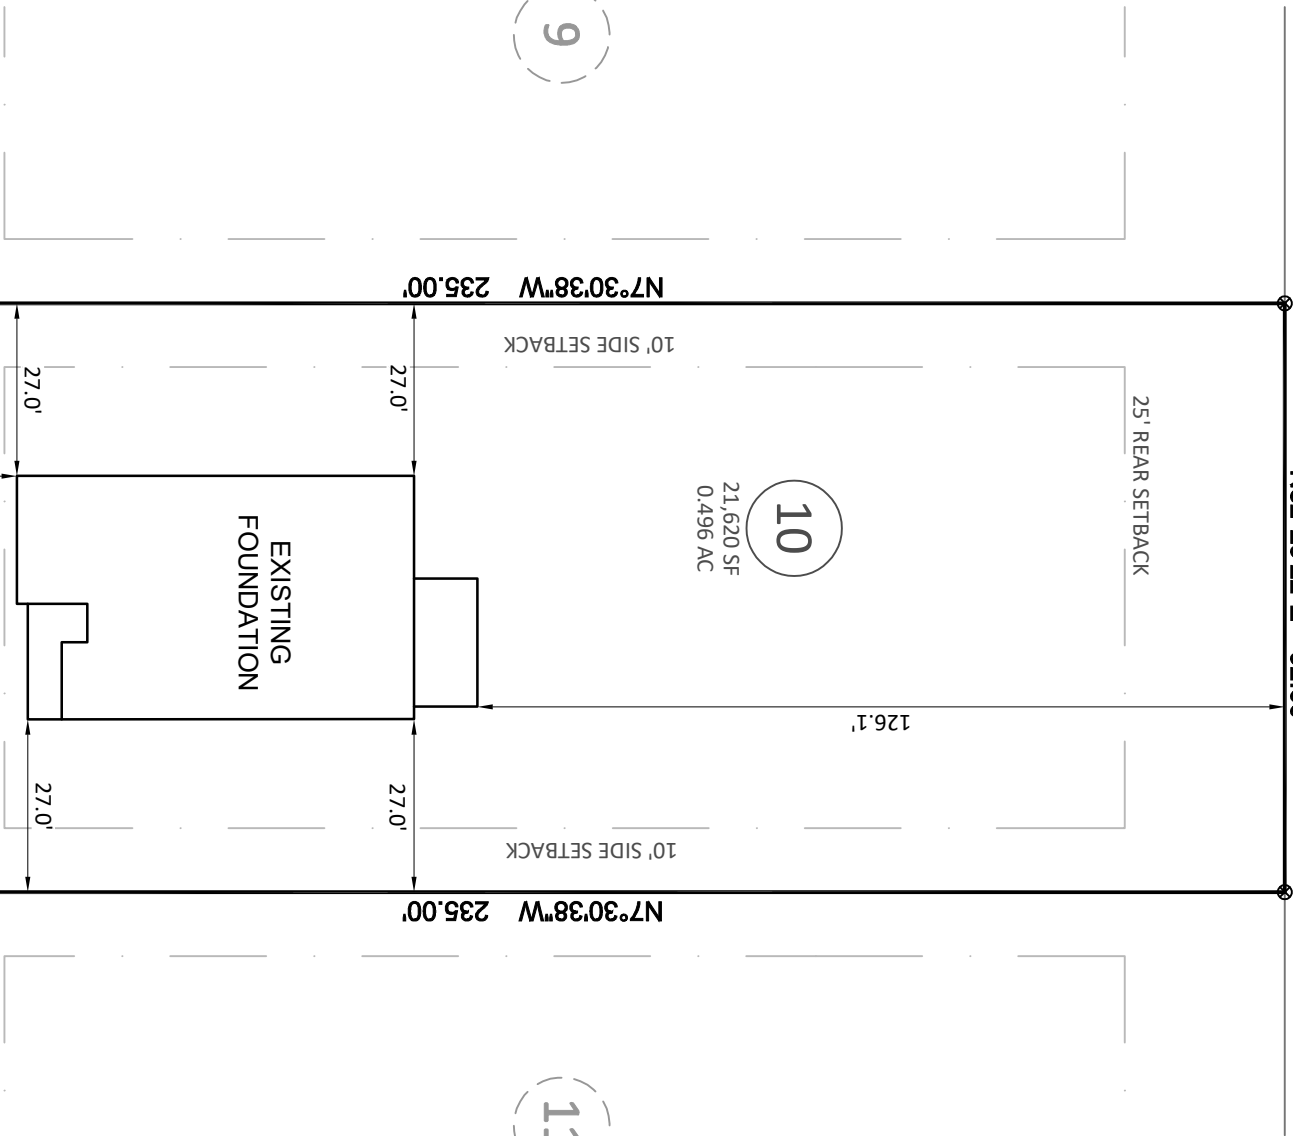 9
N7°30'38"W 235.00'
10' SIDE SETBACK
27.0'
27.0'
25' REAR SETBACK
10
21,620 SF
0.496 AC
EXISTING
FOUNDATION
126.1'
27.0'
27.0'
10' SIDE SETBACK
N7°30'38"W 235.00'